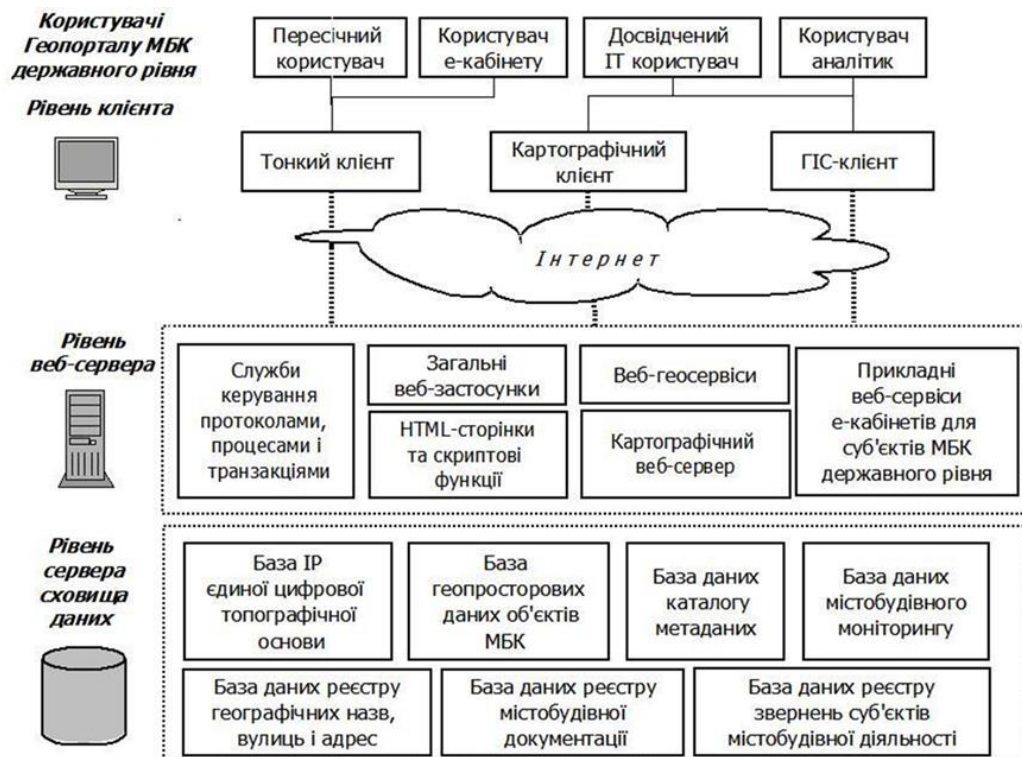 Користувачі
Геопорталу МБК
державного рівня
Пересічний
користувач
Користувач
е-кабінету
Досвідчений
ІТ користувач
Користувач
аналітик
Рівень клієнта
Тонкий клієнт
Картографічний
клієнт
ГІС-клієнт
Інтернет
Рівень
веб-сервера
Служби
керування
протоколами,
процесами і
транзакціями
Загальні
веб-застосунки
HTML-сторінки
та скриптові
функції
Веб-геосервіси
Картографічний
веб-сервер
Прикладні
веб-сервіси
е-кабінетів для
суб'єктів МБК
державного рівня
Рівень
сервера
сховища
даних
База ІР
єдиної цифрової
топографічної
основи
База
геопросторових
даних об'єктів
МБК
База даних
каталогу
метаданих
База даних
містобудівного
моніторингу
База даних реєстру
географічних назв,
вулиць і адрес
База даних реєстру
містобудівної
документації
База даних реєстру
звернень суб'єктів
містобудівної діяльності